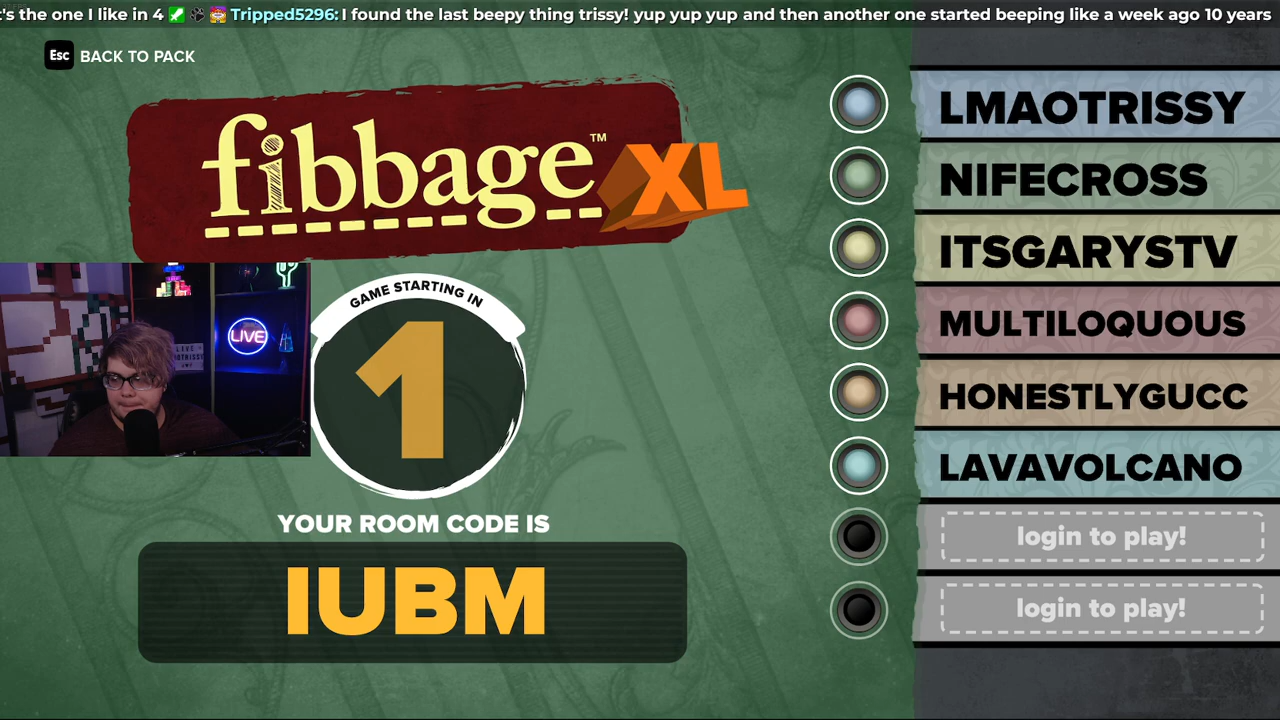 's the one I like in 4 Tripped5296: I found the last beepy thing trissy! yup yup yup and then another one started beeping like a week ago 10 years
Esc BACK TO PACK
fibbage™ XL
GAME STARTING IN
1
YOUR ROOM CODE IS
IUBM
LMAOTRISSY
NIFECROSS
ITSGARYSTV
MULTILOQUOUS
HONESTLYGUCC
LAVAVOLCANO
login to play!
login to play!
LIVE